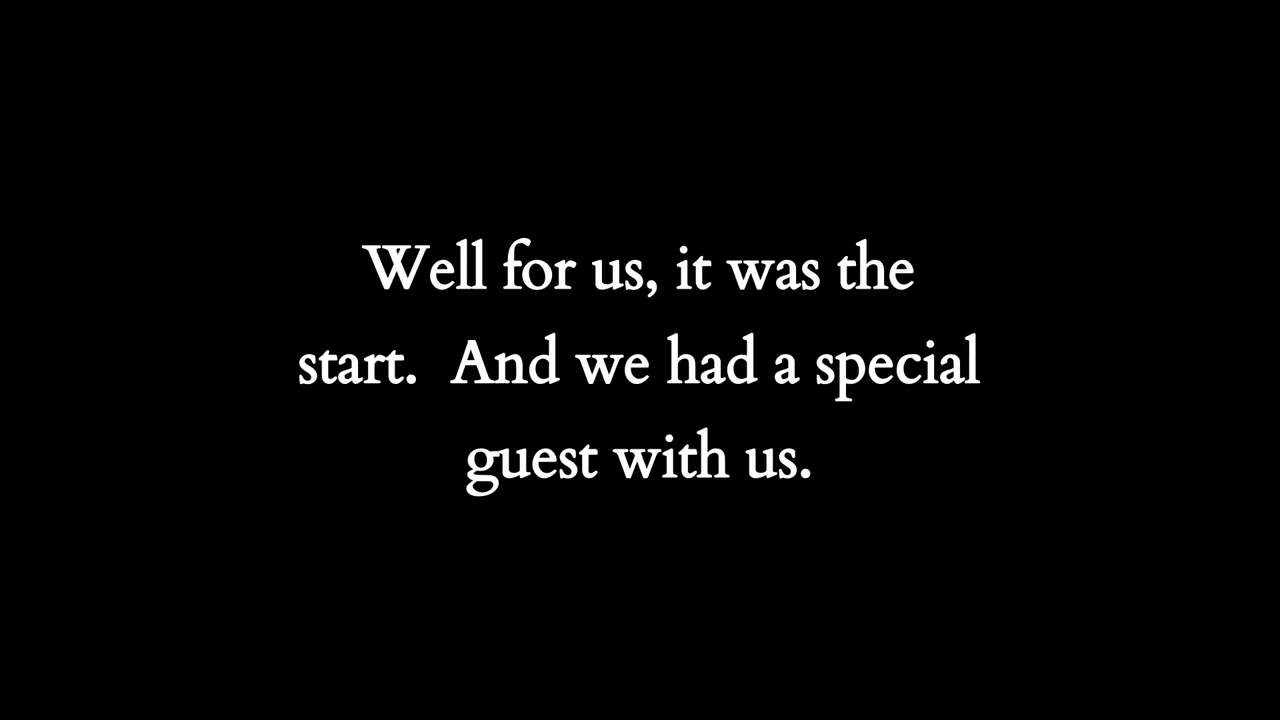 Well for us, it was the
start.  And we had a special
guest with us.